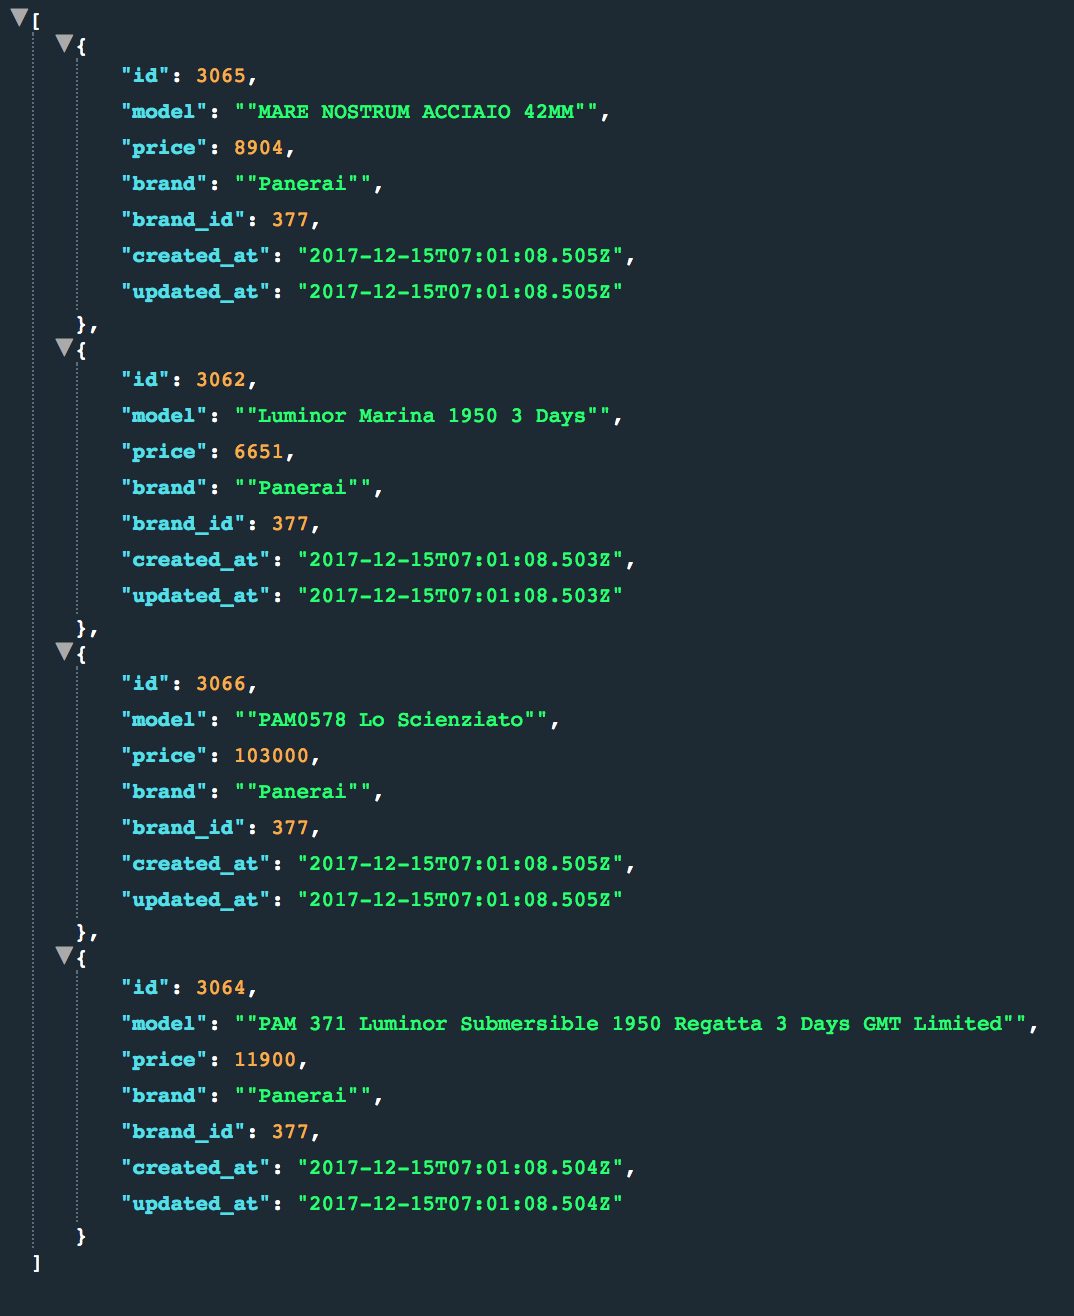 [
{
"id": 3065,
"model": ""MARE NOSTRUM ACCIAIO 42MM"",
"price": 8904,
"brand": ""Panerai"",
"brand_id": 377,
"created_at": "2017-12-15T07:01:08.505Z",
"updated_at": "2017-12-15T07:01:08.505Z"
},
{
"id": 3062,
"model": ""Luminor Marina 1950 3 Days"",
"price": 6651,
"brand": ""Panerai"",
"brand_id": 377,
"created_at": "2017-12-15T07:01:08.503Z",
"updated_at": "2017-12-15T07:01:08.503Z"
},
{
"id": 3066,
"model": ""PAM0578 Lo Scienziato"",
"price": 103000,
"brand": ""Panerai"",
"brand_id": 377,
"created_at": "2017-12-15T07:01:08.505Z",
"updated_at": "2017-12-15T07:01:08.505Z"
},
{
"id": 3064,
"model": ""PAM 371 Luminor Submersible 1950 Regatta 3 Days GMT Limited"",
"price": 11900,
"brand": ""Panerai"",
"brand_id": 377,
"created_at": "2017-12-15T07:01:08.504Z",
"updated_at": "2017-12-15T07:01:08.504Z"
}
]